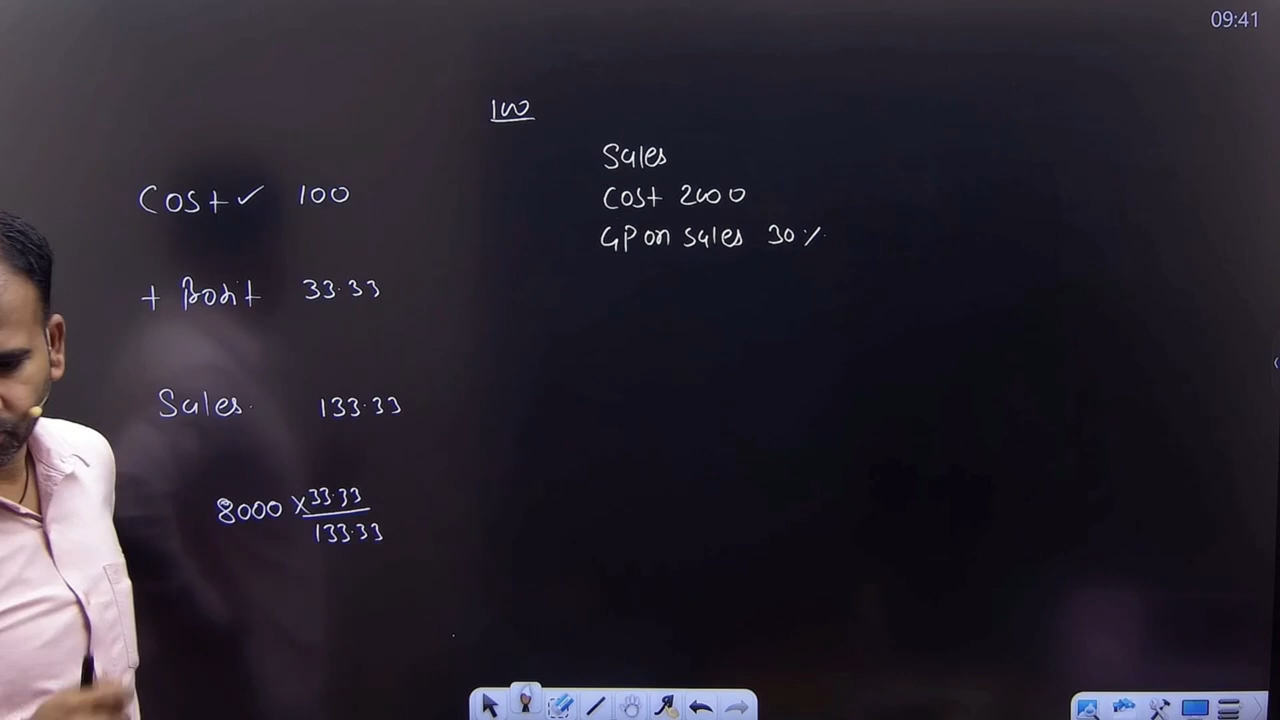 09:41
100
Sales
Cost 2000
GP on sales 30%
Cost ✓ 100
+ Profit 33.33
Sales. 133.33
8000 × 33.33
133.33